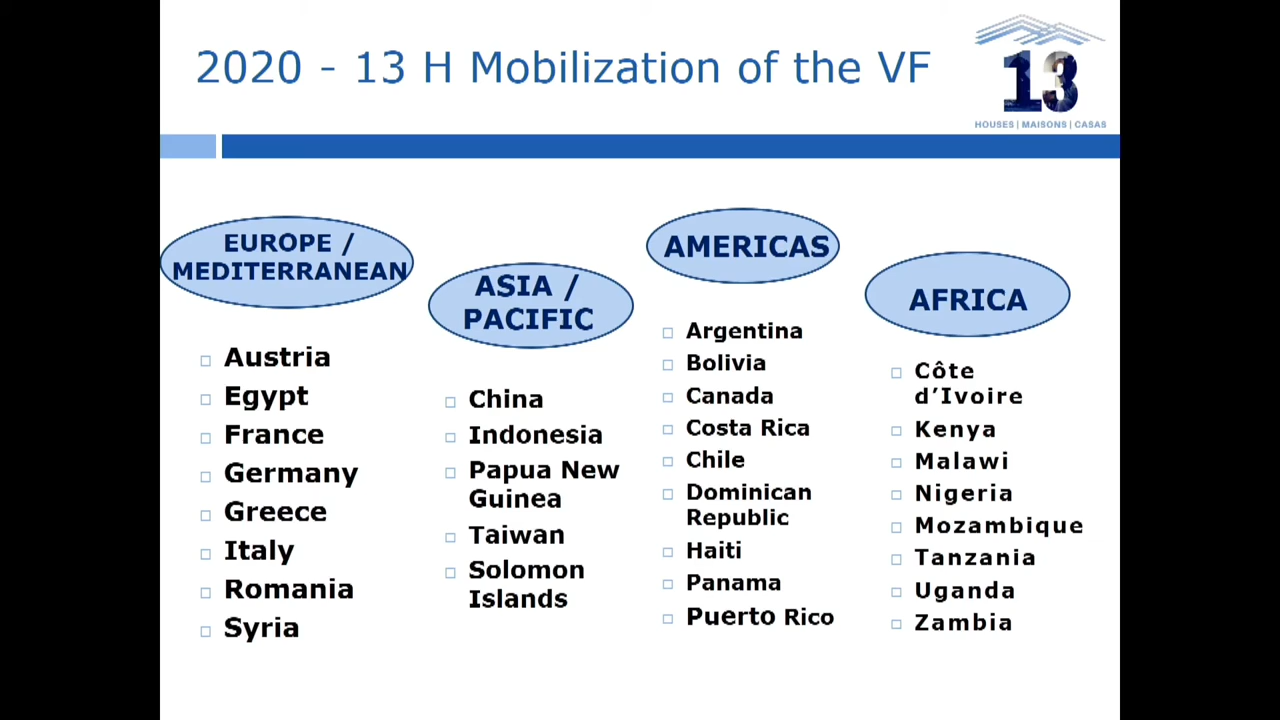 2020 - 13 H Mobilization of the VF
13
HOUSES | MAISONS | CASAS
EUROPE /
MEDITERRANEAN
Austria
Egypt
France
Germany
Greece
Italy
Romania
Syria
ASIA /
PACIFIC
China
Indonesia
Papua New
Guinea
Taiwan
Solomon
Islands
AMERICAS
Argentina
Bolivia
Canada
Costa Rica
Chile
Dominican
Republic
Haiti
Panama
Puerto Rico
AFRICA
Côte
d’Ivoire
Kenya
Malawi
Nigeria
Mozambique
Tanzania
Uganda
Zambia